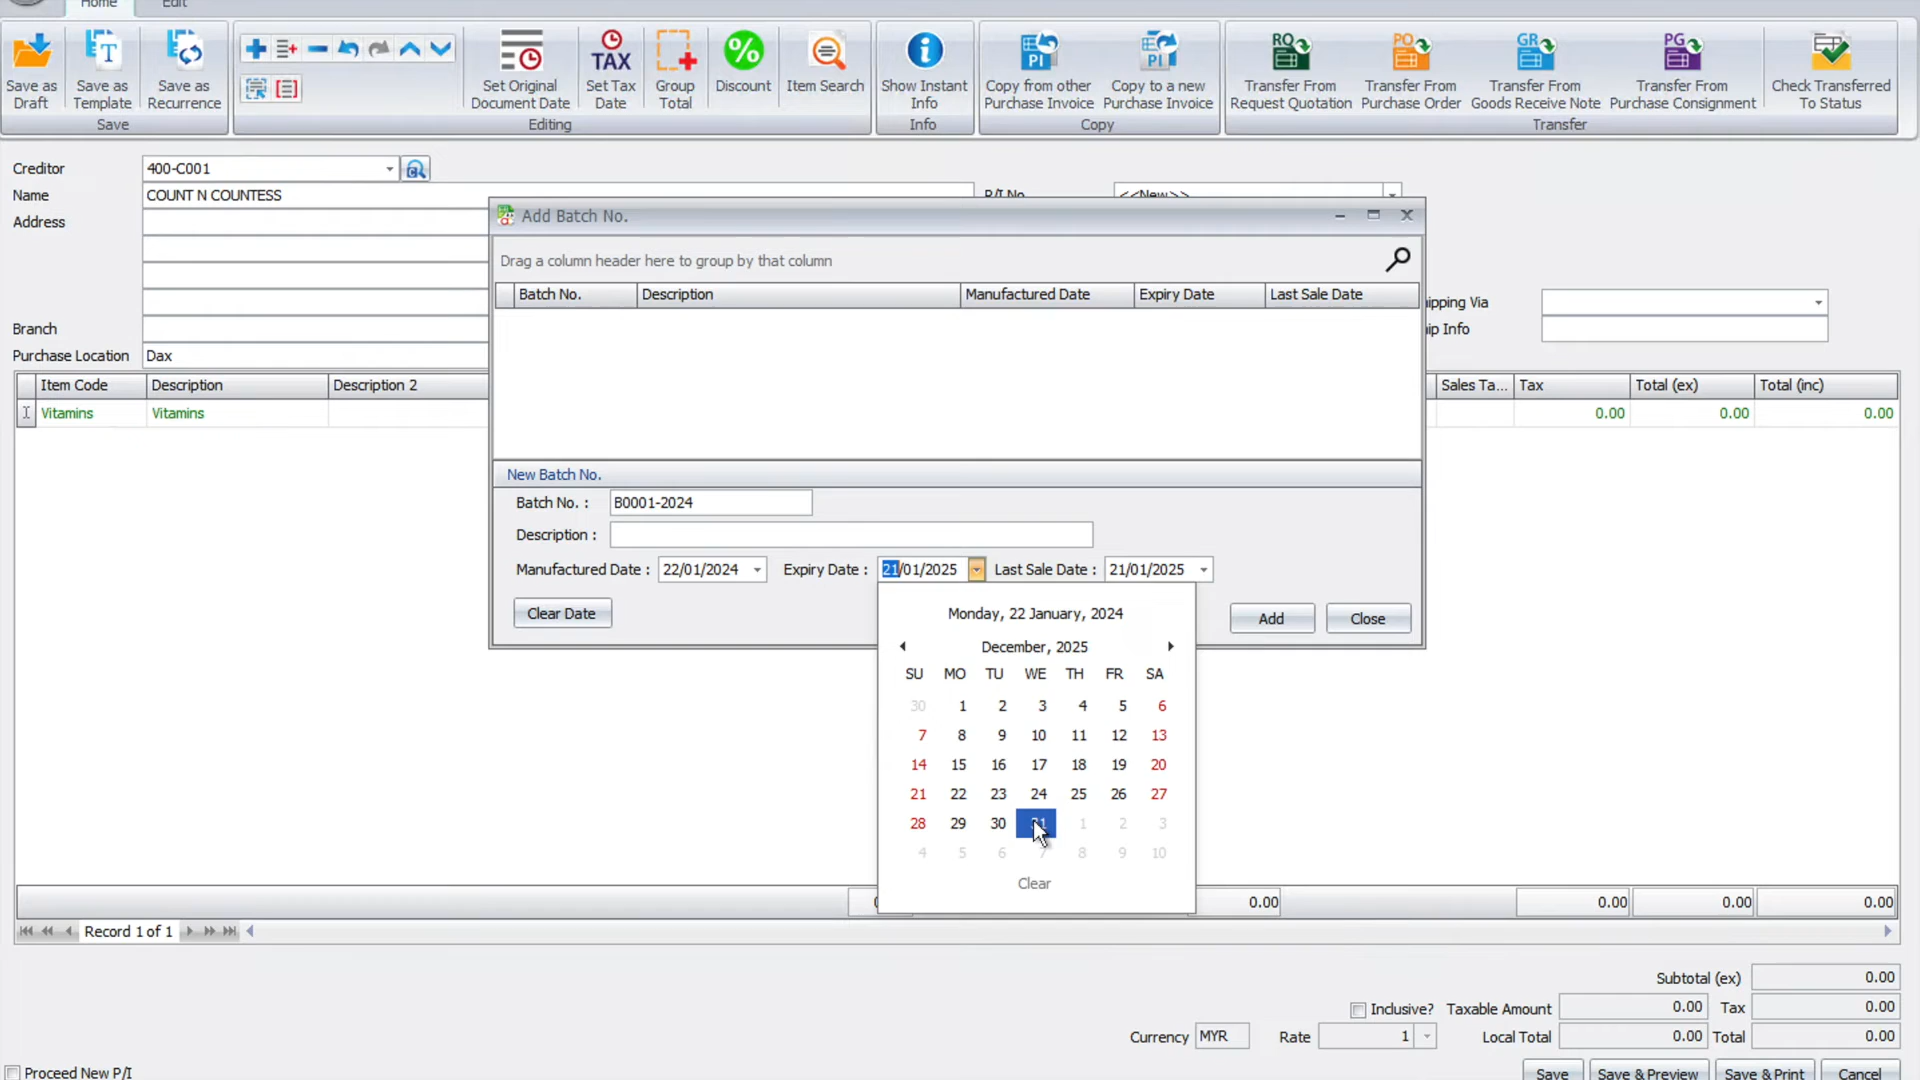 Home Edit
Save as Draft
Save as Template
Save as Recurrence
Save
Set Original Document Date
TAX
Set Tax Date
Group Total
%
Discount
Item Search
Editing
Show Instant Info
Info
PI
Copy from other Purchase Invoice
PI
Copy to a new Purchase Invoice
Copy
RQ
Transfer From Request Quotation
PO
Transfer From Purchase Order
GR
Transfer From Goods Receive Note
PG
Transfer From Purchase Consignment
Check Transferred To Status
Transfer
Creditor 400-C001
Name COUNT N COUNTESS P/I No. <<New>>
Address
Branch
Purchase Location Dax
ipping Via
ip Info
Item Code Description Description 2 Sales Ta... Tax Total (ex) Total (inc)
Vitamins Vitamins 0.00 0.00 0.00
Add Batch No.
Drag a column header here to group by that column
Batch No. Description Manufactured Date Expiry Date Last Sale Date
New Batch No.
Batch No. : B0001-2024
Description :
Manufactured Date : 22/01/2024 Expiry Date : 21/01/2025 Last Sale Date : 21/01/2025
Clear Date Add Close
Monday, 22 January, 2024
December, 2025
SU MO TU WE TH FR SA
30 1 2 3 4 5 6
7 8 9 10 11 12 13
14 15 16 17 18 19 20
21 22 23 24 25 26 27
28 29 30 31 1 2 3
4 5 6 7 8 9 10
Clear
0.00 0.00 0.00 0.00
Record 1 of 1
Subtotal (ex) 0.00
Inclusive? Taxable Amount 0.00 Tax 0.00
Currency MYR Rate 1 Local Total 0.00 Total 0.00
Proceed New P/I Save Save & Preview Save & Print Cancel